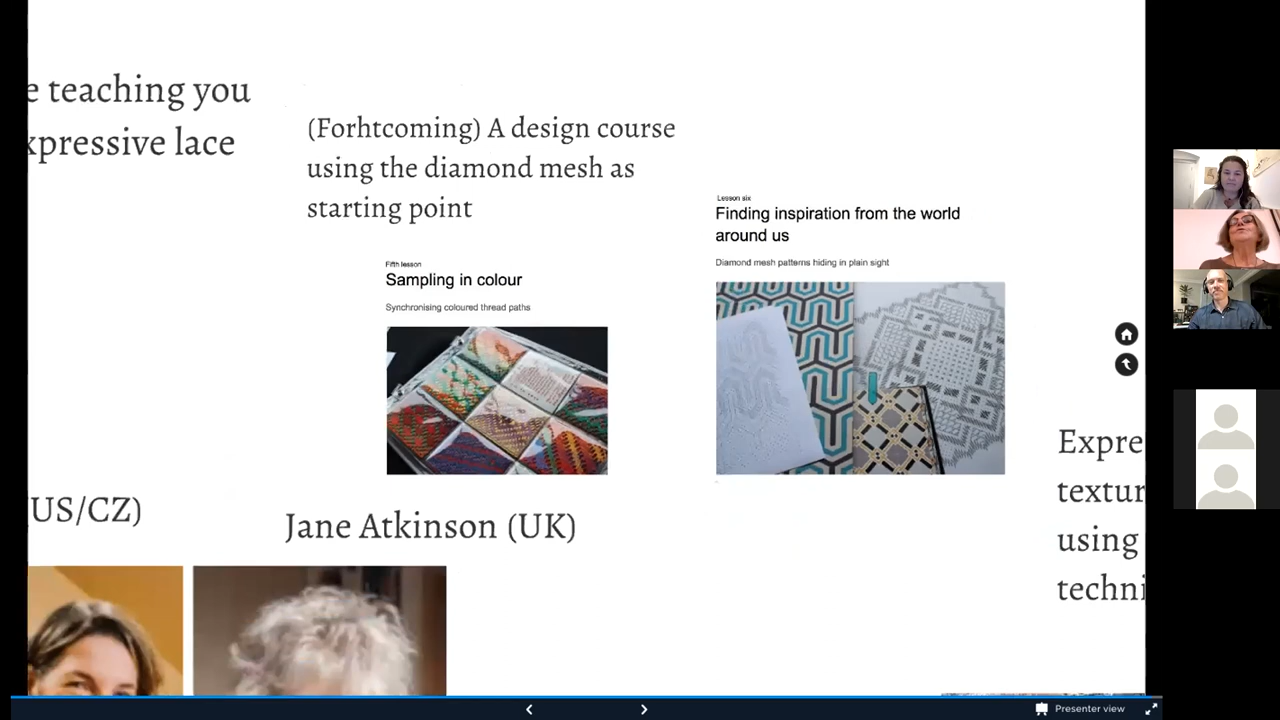 e teaching you
xpressive lace
(Forhtcoming) A design course
using the diamond mesh as
starting point
Fifth lesson
Sampling in colour
Synchronising coloured thread paths
Lesson six
Finding inspiration from the world
around us
Diamond mesh patterns hiding in plain sight
Expre
textur
using
techni
(US/CZ)
Jane Atkinson (UK)
Presenter view